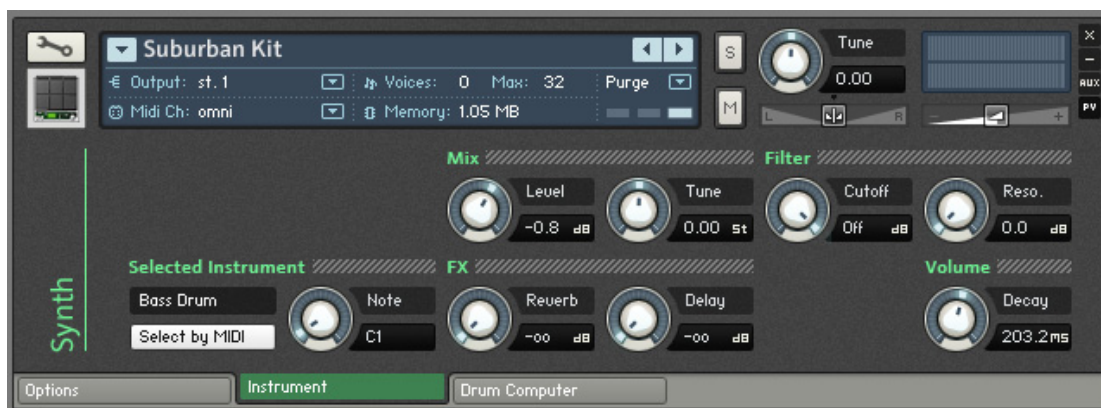 Suburban Kit
Output: st.1 Voices: 0 Max: 32 Purge
Midi Ch: omni Memory: 1.05 MB
S
M
Tune
0.00
L R
- +
×
-
AUX
PV
Synth
Mix
Level
-0.8 dB
Tune
0.00 St
Filter
Cutoff
Off dB
Reso.
0.0 dB
Selected Instrument
Bass Drum
Select by MIDI
Note
C1
FX
Reverb
-oo dB
Delay
-oo dB
Volume
Decay
203.2ms
Options Instrument Drum Computer